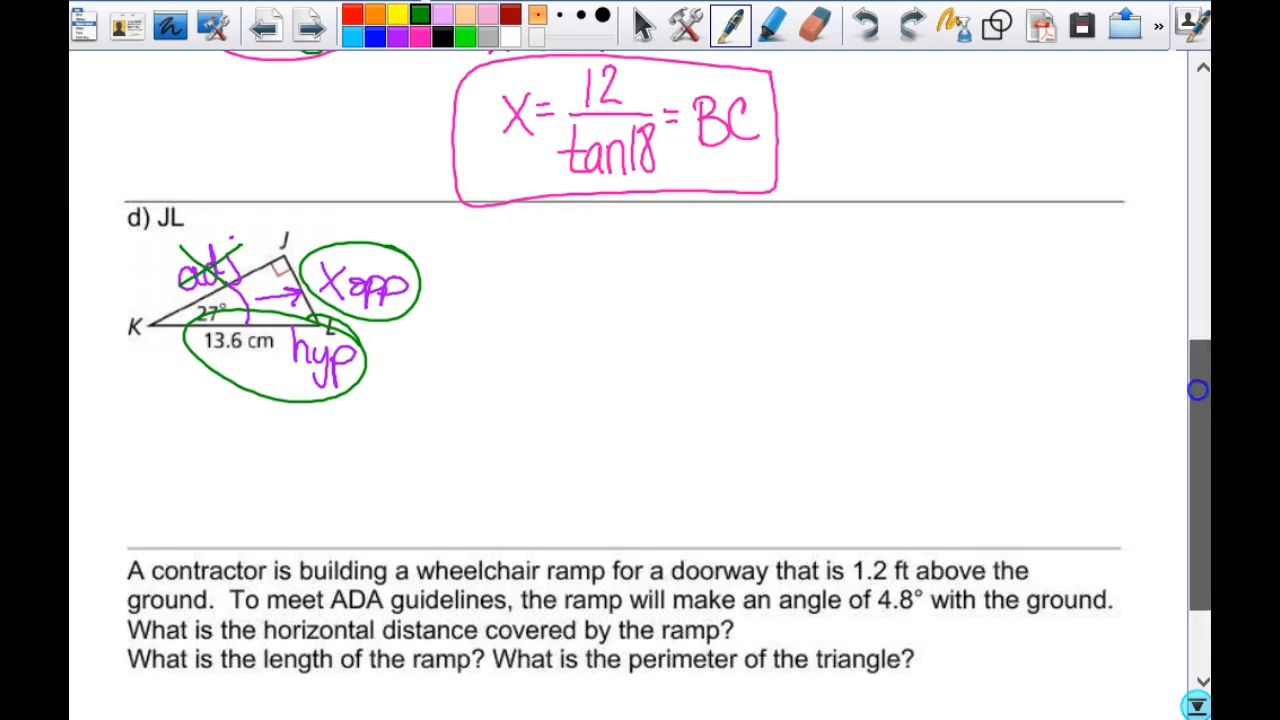 X = 12 / tan18 = BC
d) JL
J
adj
X opp
27°
K
L
13.6 cm
hyp
A contractor is building a wheelchair ramp for a doorway that is 1.2 ft above the
ground. To meet ADA guidelines, the ramp will make an angle of 4.8° with the ground.
What is the horizontal distance covered by the ramp?
What is the length of the ramp? What is the perimeter of the triangle?